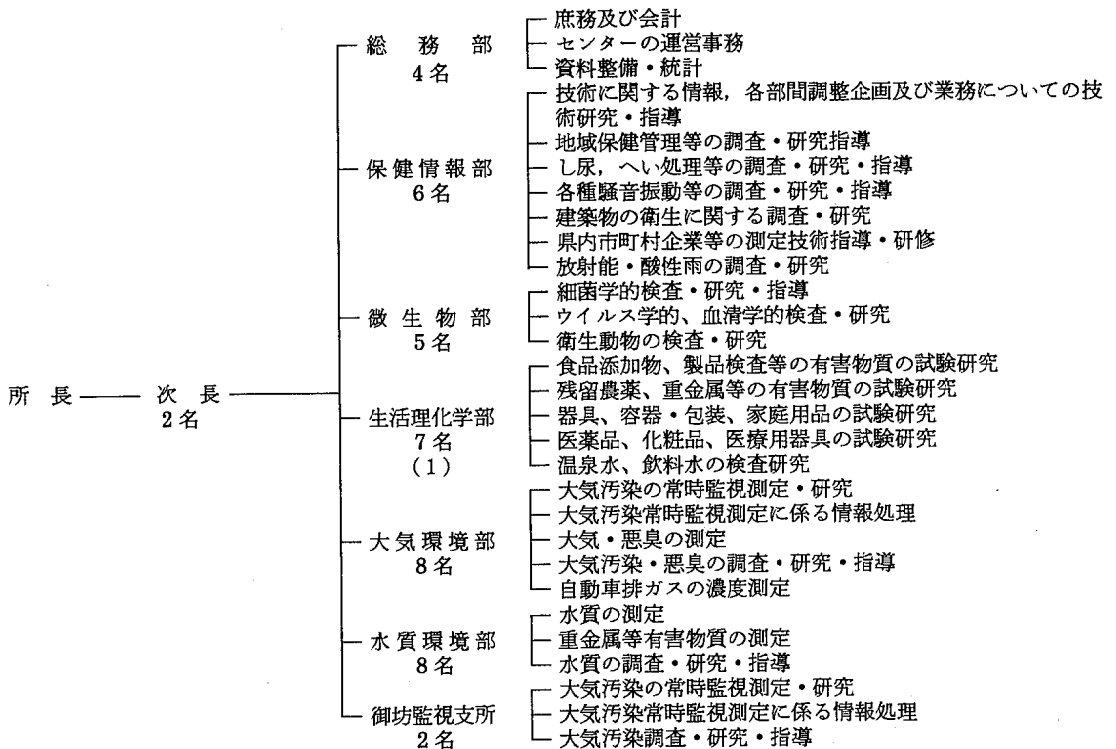 所長
次長
2名
総務部
4名
庶務及び会計
センターの運営事務
資料整備・統計
保健情報部
6名
技術に関する情報,各部間調整企画及び業務についての技
術研究・指導
地域保健管理等の調査・研究指導
し尿,へい処理等の調査・研究・指導
各種騒音振動等の調査・研究・指導
建築物の衛生に関する調査・研究
県内市町村企業等の測定技術指導・研修
放射能・酸性雨の調査・研究
微生物部
5名
細菌学的検査・研究・指導
ウイルス学的、血清学的検査・研究
衛生動物の検査・研究
生活理化学部
7名
(1)
食品添加物、製品検査等の有害物質の試験研究
残留農薬、重金属等の有害物質の試験研究
器具、容器・包装、家庭用品の試験研究
医薬品、化粧品、医療用器具の試験研究
温泉水、飲料水の検査研究
大気環境部
8名
大気汚染の常時監視測定・研究
大気汚染常時監視測定に係る情報処理
大気・悪臭の測定
大気汚染・悪臭の調査・研究・指導
自動車排ガスの濃度測定
水質環境部
8名
水質の測定
重金属等有害物質の測定
水質の調査・研究・指導
御坊監視支所
2名
大気汚染の常時監視測定・研究
大気汚染常時監視測定に係る情報処理
大気汚染調査・研究・指導